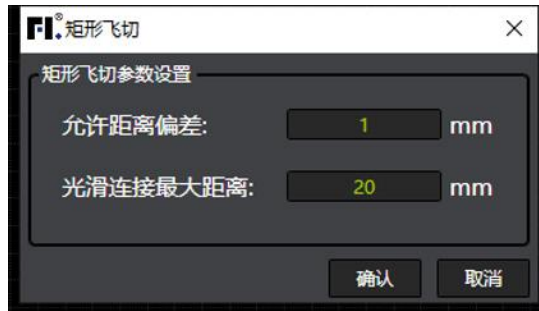 矩形飞切
矩形飞切参数设置
允许距离偏差: 1 mm
光滑连接最大距离: 20 mm
确认 取消